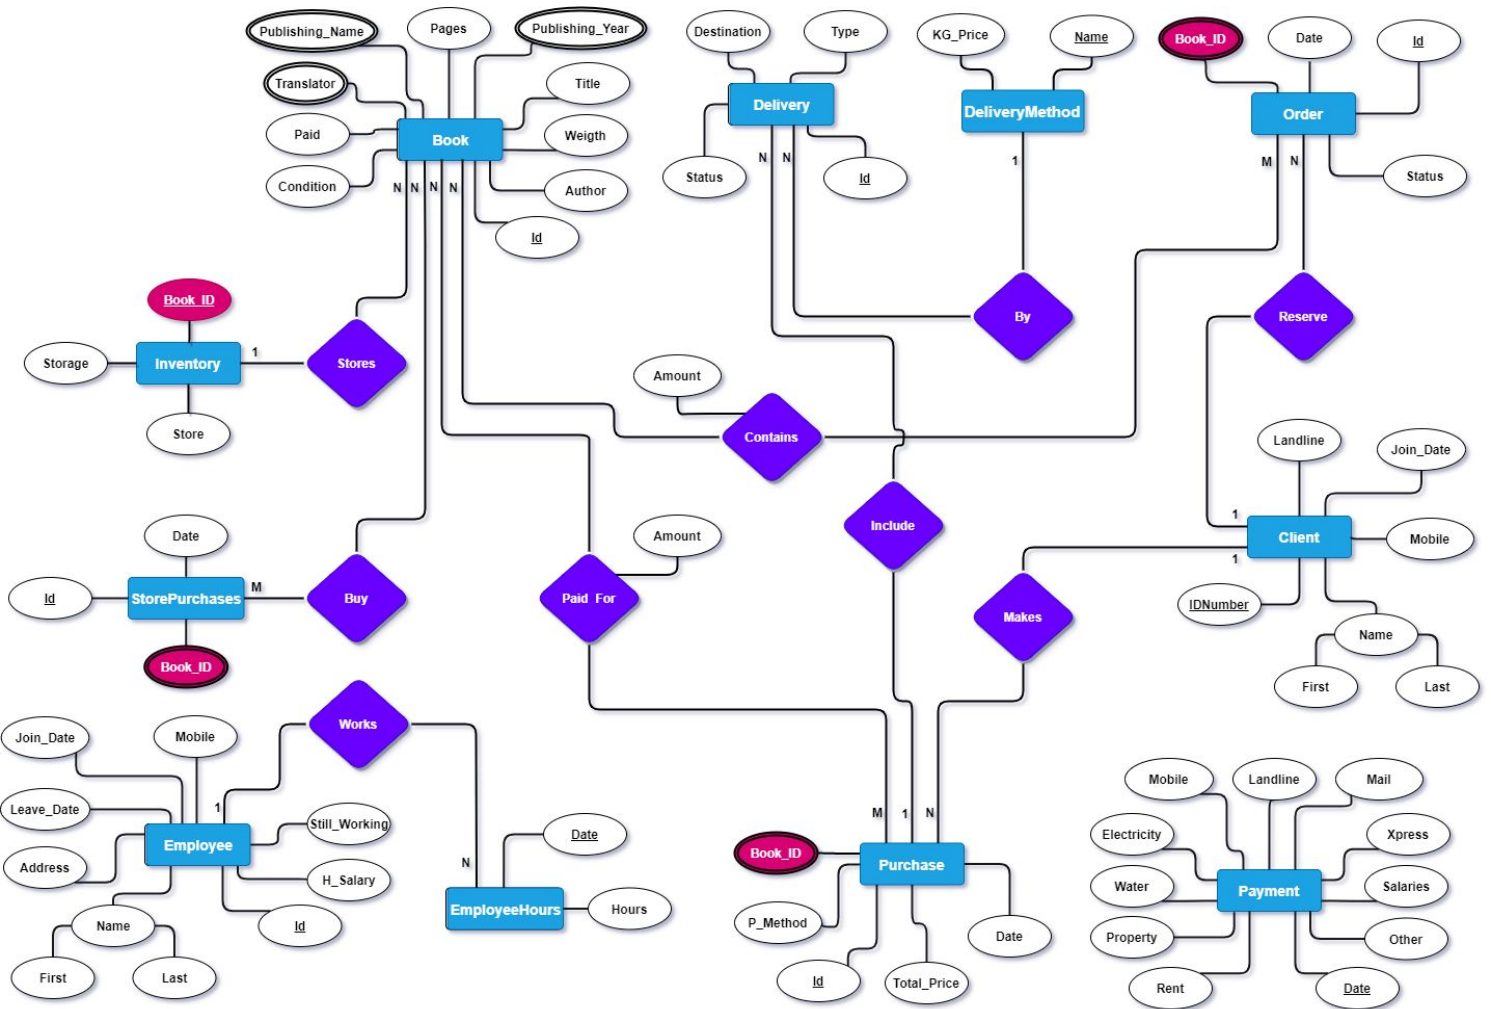 Publishing_Name
Pages
Publishing_Year
Translator
Title
Paid
Book
Weigth
Condition
Author
Id
N
N
N
N
Destination
Type
Delivery
Status
Id
N
N
KG_Price
Name
DeliveryMethod
1
By
Book_ID
Date
Id
Order
Status
M
N
Reserve
Book_ID
Storage
Inventory
1
Stores
Store
Amount
Contains
Include
Landline
Join_Date
1
Client
Mobile
1
IDNumber
Name
First
Last
Makes
Date
Id
StorePurchases
M
Buy
Book_ID
Amount
Paid For
Works
Join_Date
Mobile
Leave_Date
1
Still_Working
Employee
Address
H_Salary
Name
Id
First
Last
N
Date
EmployeeHours
Hours
M
1
N
Book_ID
Purchase
P_Method
Date
Id
Total_Price
Mobile
Landline
Mail
Electricity
Xpress
Water
Payment
Salaries
Property
Other
Rent
Date